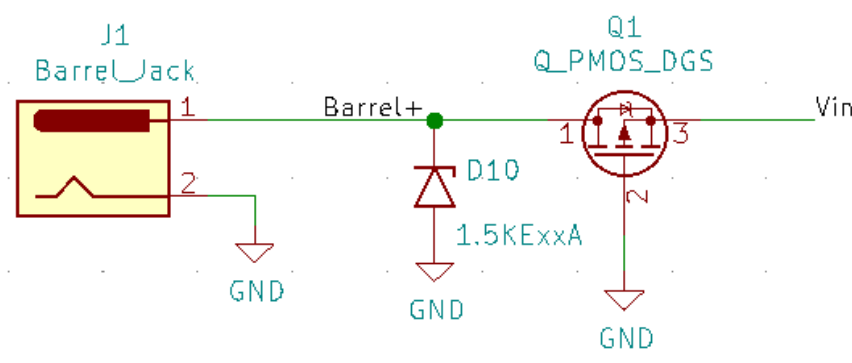 J1
Barrel_Jack
1
2
GND
Barrel+
D10
1.5KExxA
GND
Q1
Q_PMOS_DGS
1
3
2
GND
Vin